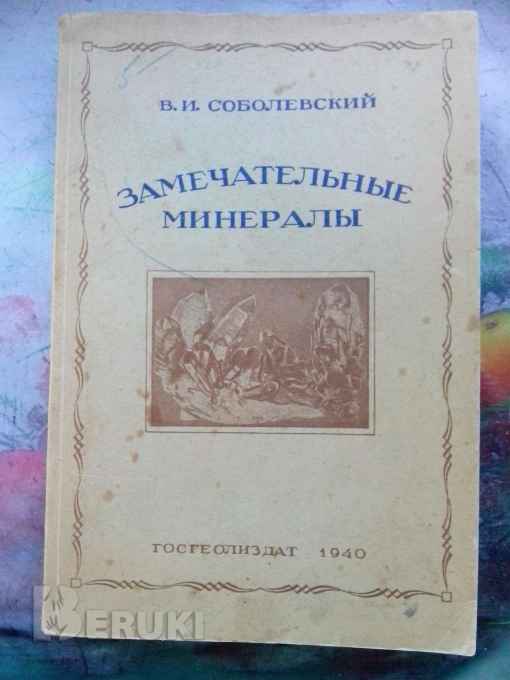 В.И. СОБОЛЕВСКИЙ
ЗАМЕЧАТЕЛЬНЫЕ
МИНЕРАЛЫ
ГОСГЕОЛИЗДАТ 1940
BERUKI